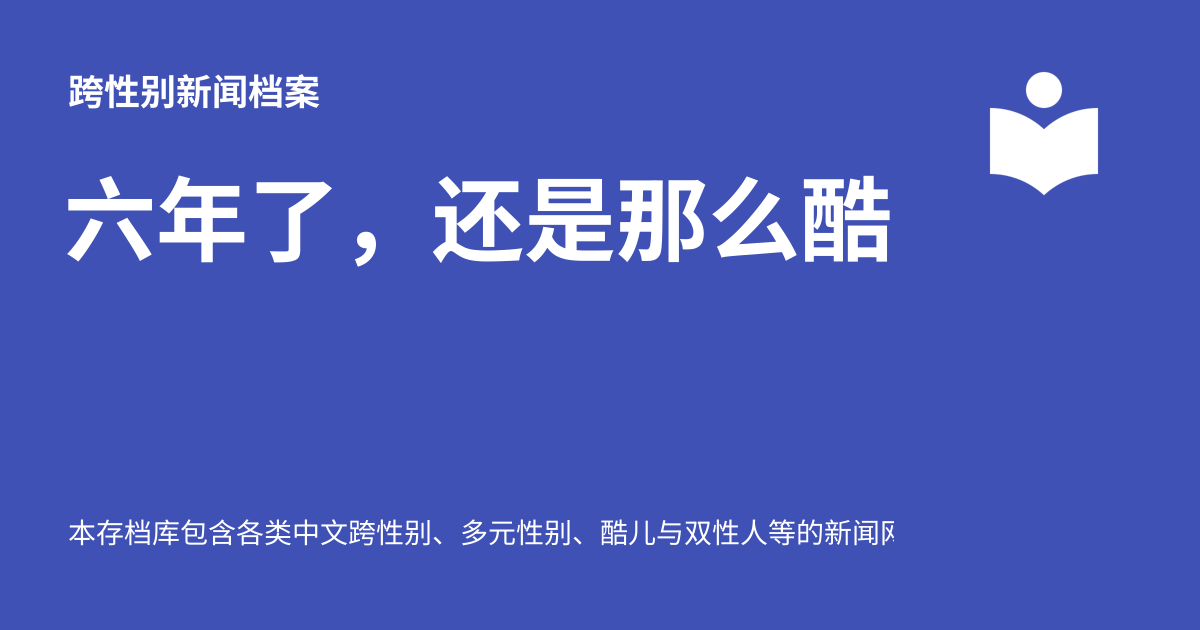 跨性别新闻档案
六年了，还是那么酷
本存档库包含各类中文跨性别、多元性别、酷儿与双性人等的新闻